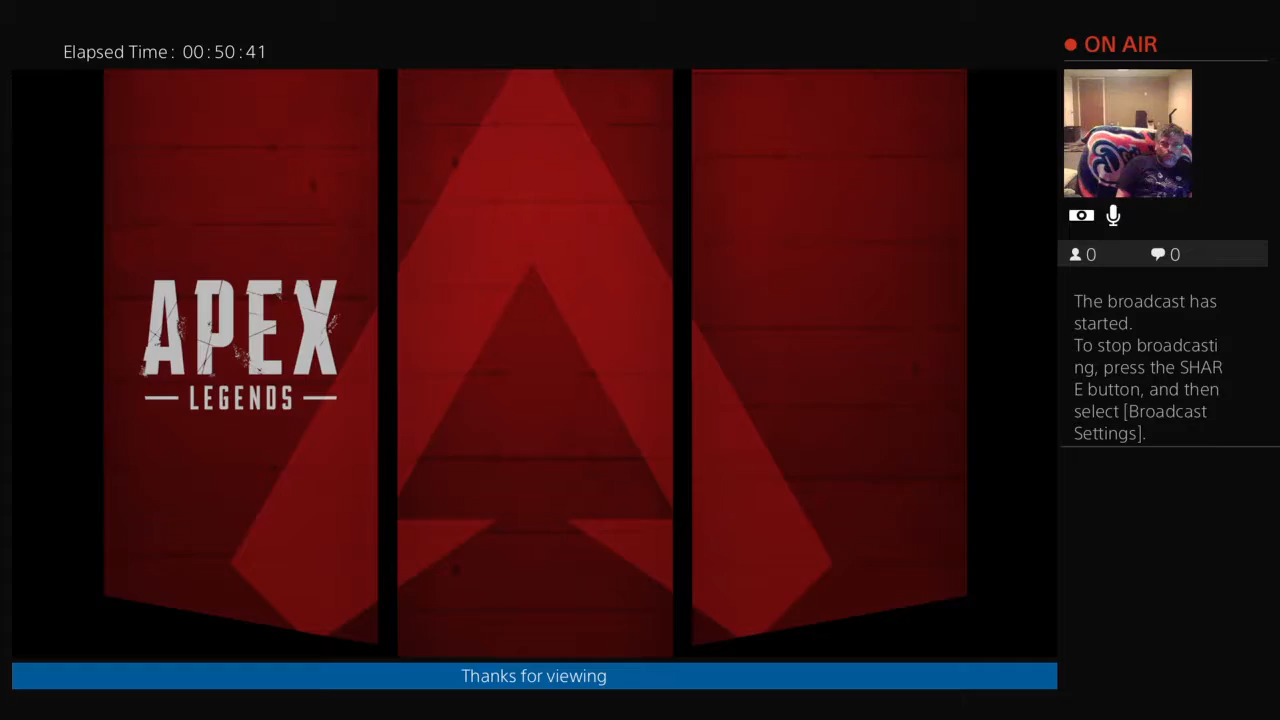 Elapsed Time: 00:50:41
ON AIR
APEX
LEGENDS
0
0
The broadcast has
started.
To stop broadcasti
ng, press the SHAR
E button, and then
select [Broadcast
Settings].
Thanks for viewing